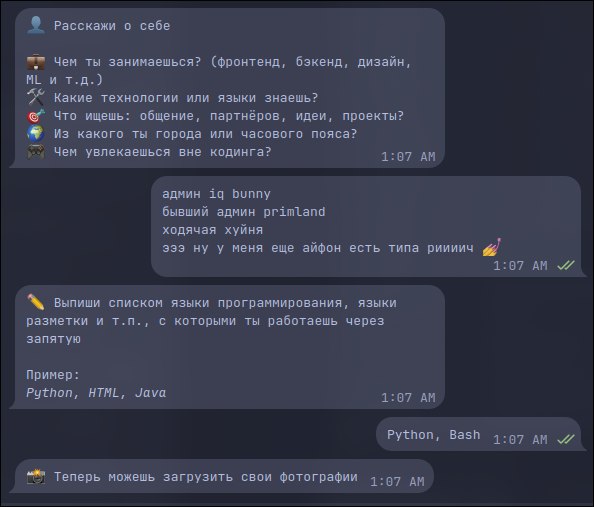 👤 Расскажи о себе
💼 Чем ты занимаешься? (фронтенд, бэкенд, дизайн,
ML и т.д.)
🛠 Какие технологии или языки знаешь?
🎯 Что ищешь: общение, партнёров, идеи, проекты?
🌍 Из какого ты города или часового пояса?
🎮 Чем увлекаешься вне кодинга?
1:07 AM
админ iq bunny
бывший админ primland
ходячая хуйня
эээ ну у меня еще айфон есть типа риииич 💅
1:07 AM
✏️ Выпиши списком языки программирования, языки
разметки и т.п., с которыми ты работаешь через
запятую
Пример:
Python, HTML, Java
1:07 AM
Python, Bash 1:07 AM
📸 Теперь можешь загрузить свои фотографии 1:07 AM